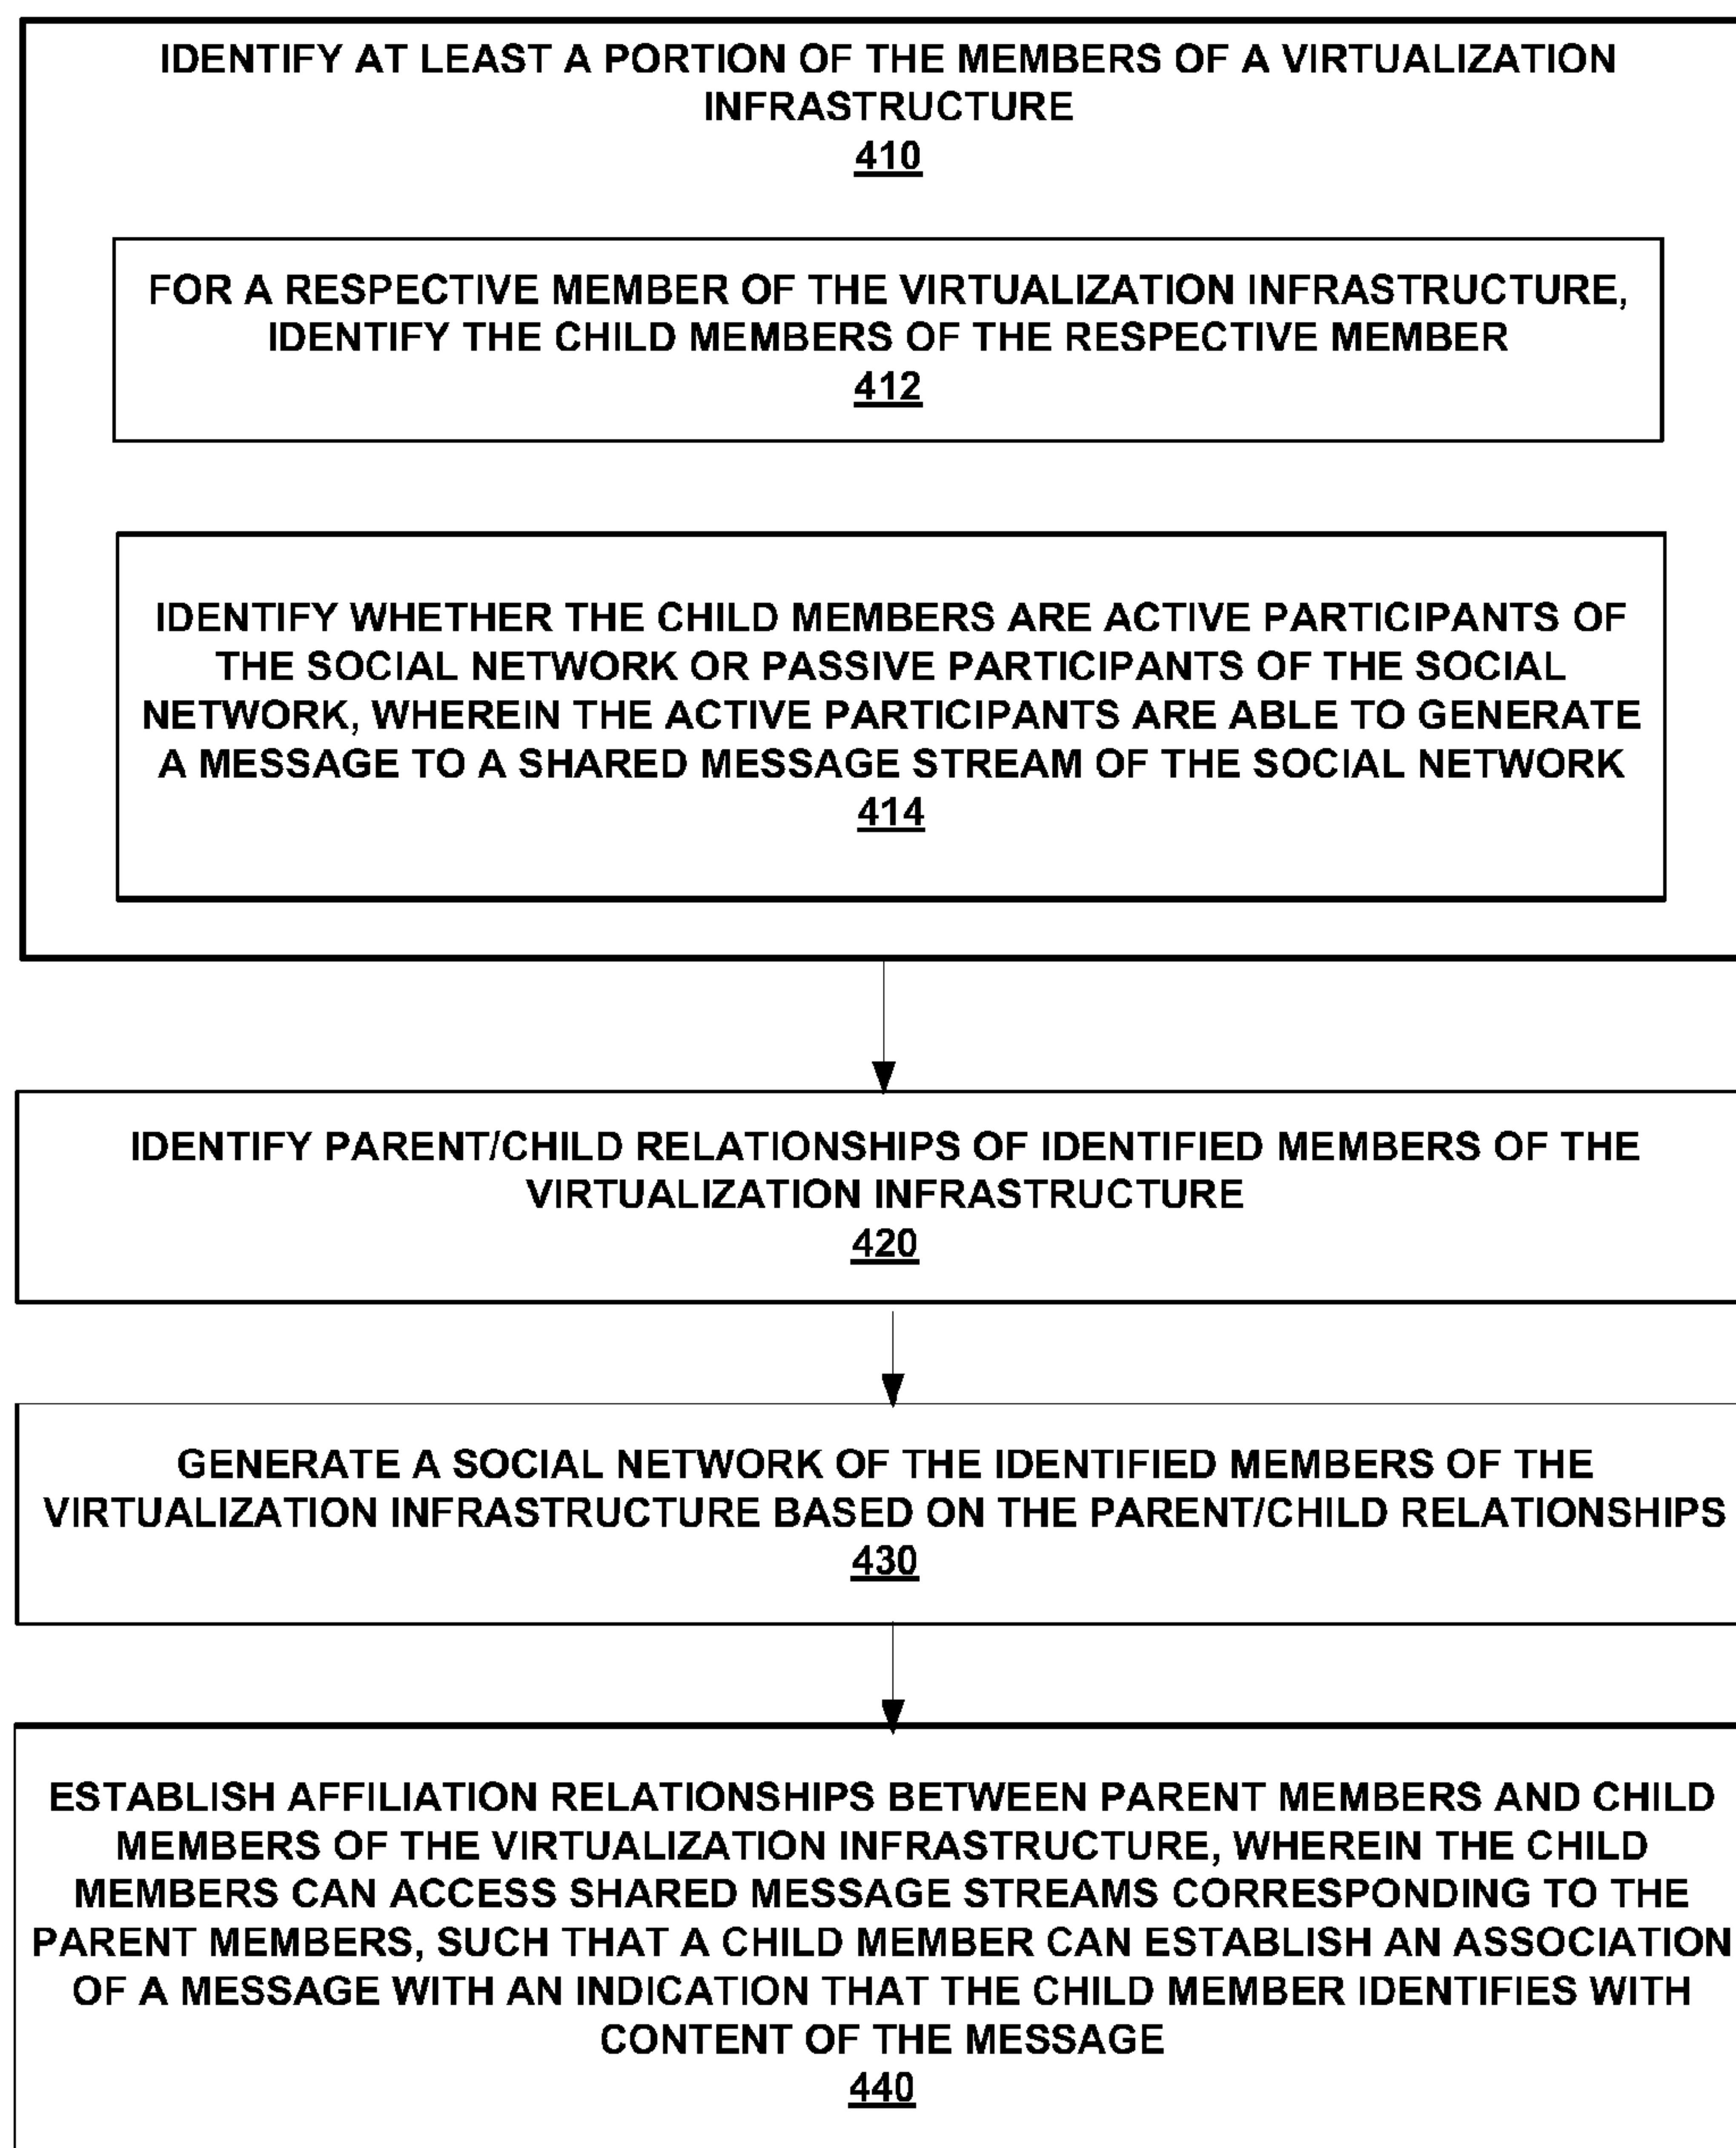 IDENTIFY AT LEAST A PORTION OF THE MEMBERS OF A VIRTUALIZATION
INFRASTRUCTURE
410
FOR A RESPECTIVE MEMBER OF THE VIRTUALIZATION INFRASTRUCTURE,
IDENTIFY THE CHILD MEMBERS OF THE RESPECTIVE MEMBER
412
IDENTIFY WHETHER THE CHILD MEMBERS ARE ACTIVE PARTICIPANTS OF
THE SOCIAL NETWORK OR PASSIVE PARTICIPANTS OF THE SOCIAL
NETWORK, WHEREIN THE ACTIVE PARTICIPANTS ARE ABLE TO GENERATE
A MESSAGE TO A SHARED MESSAGE STREAM OF THE SOCIAL NETWORK
414
IDENTIFY PARENT/CHILD RELATIONSHIPS OF IDENTIFIED MEMBERS OF THE
VIRTUALIZATION INFRASTRUCTURE
420
GENERATE A SOCIAL NETWORK OF THE IDENTIFIED MEMBERS OF THE
VIRTUALIZATION INFRASTRUCTURE BASED ON THE PARENT/CHILD RELATIONSHIPS
430
ESTABLISH AFFILIATION RELATIONSHIPS BETWEEN PARENT MEMBERS AND CHILD
MEMBERS OF THE VIRTUALIZATION INFRASTRUCTURE, WHEREIN THE CHILD
MEMBERS CAN ACCESS SHARED MESSAGE STREAMS CORRESPONDING TO THE
PARENT MEMBERS, SUCH THAT A CHILD MEMBER CAN ESTABLISH AN ASSOCIATION
OF A MESSAGE WITH AN INDICATION THAT THE CHILD MEMBER IDENTIFIES WITH
CONTENT OF THE MESSAGE
440